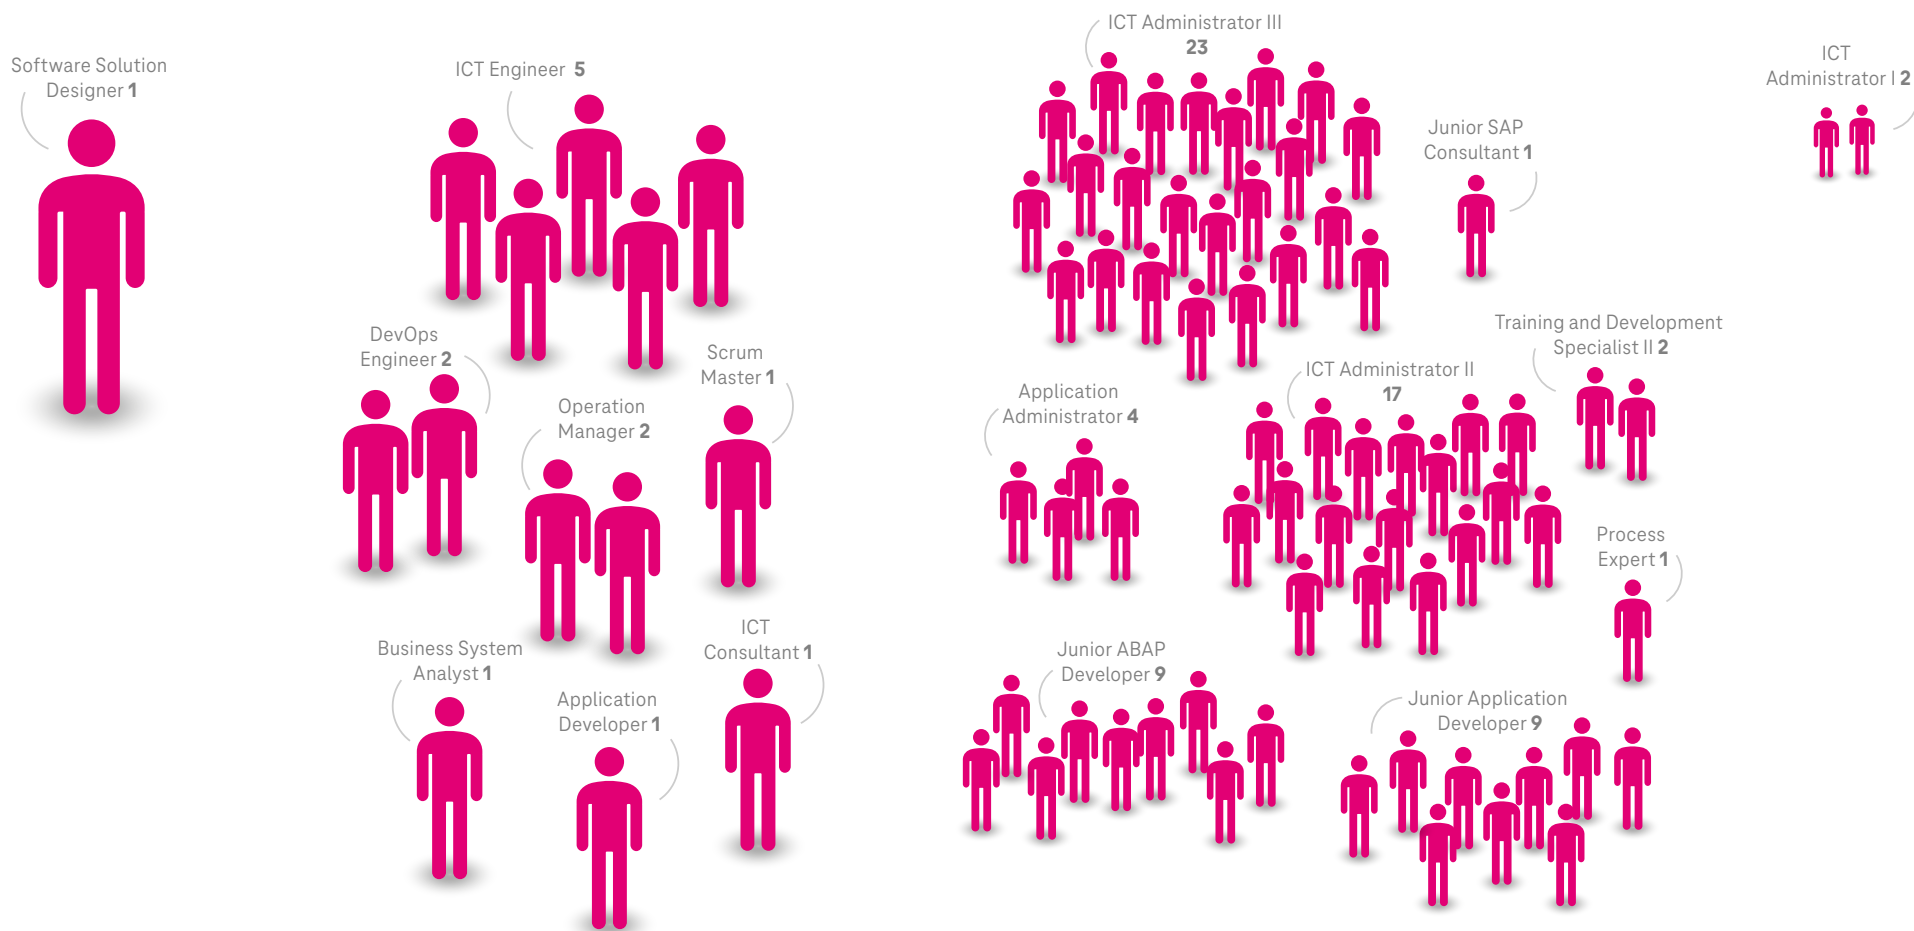 Software Solution
Designer 1
ICT Engineer 5
DevOps
Engineer 2
Scrum
Master 1
Operation
Manager 2
Business System
Analyst 1
ICT
Consultant 1
Application
Developer 1
ICT Administrator III
23
Junior SAP
Consultant 1
Training and Development
Specialist II 2
ICT Administrator II
17
Application
Administrator 4
Process
Expert 1
Junior ABAP
Developer 9
Junior Application
Developer 9
ICT
Administrator I 2